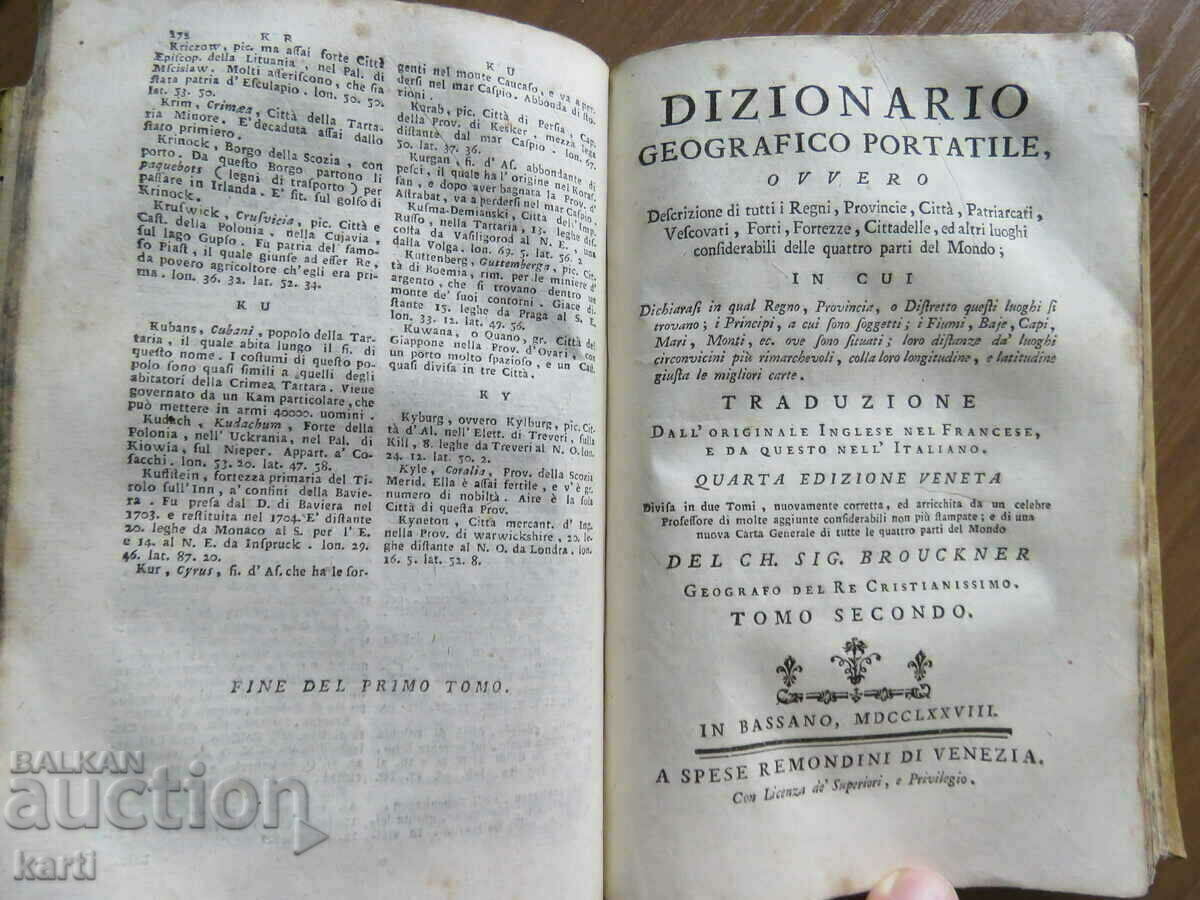 272
K R
Kriczow, pic. ma aſſai forte Città
Epiſcop. della Lituania, nel Pal. di
Mſciſlaw. Molti aſſeriſcono, che ſia
ſtata patria d' Eſculapio. lon. 50. 50.
lat. 53. 50.
Krim, Crimæa, Città della Tarta-
ria Minore. E' decaduta aſſai dallo
ſtato primiero.
Krinock, Borgo della Scozia, con
porto. Da queſto Borgo partono li
paquebots (legni di traſporto) per
paſſare in Irlanda. E' ſit. ſul golfo di
Krinock.
Kruſwick, Cruſvicia, pic. Città e
Caſt. della Polonia, nella Cujavia,
ſul lago Gupſo. Fu patria del famo-
ſo Piaſt, il quale giunſe ad eſſer Re,
da povero agricoltore ch'egli era pri-
ma. lon. 36. 32. lat. 52. 34.
K U
Kubans, Cubani, popolo della Tar-
taria, il quale abita lungo il fi. di
queſto nome. I coſtumi di queſto po-
polo ſono quaſi ſimili a quelli degli
abitatori della Crimea Tartara. Viene
governato da un Kam particolare, che
può mettere in armi 40000. uomini.
Kudach, Kudachum, Forte della
Polonia, nell' Uckrania, nel Pal. di
Kiowia, ſul Nieper. Appart. a' Co-
ſacchi. lon. 53. 20. lat. 47. 58.
Kuffſtein, fortezza primaria del Ti-
rolo ſull'Inn, a' confini della Bavie-
ra. Fu preſa dal D. di Baviera nel
1703. e reſtituita nel 1704. E' diſtante
20. leghe da Monaco al S. per l' E.
e 14. al N. E. da Inſpruck. lon. 29.
46. lat. 87. 20.
Kur, Cyrus, fi. d' Aſ. che ha le ſor-
K U
genti nel monte Caucaſo, e va a per-
derſi nel mar Caſpio. Abbonda di ſto-
rioni.
Kurab, pic. Città di Perſia, Cap.
della Prov. di Kesker, mezza lega
diſtante dal mar Caſpio. lon. 67.
50. lat. 37. 36.
Kurgan, fi. d' Aſ. abbondante di
peſci, il quale ha l'origine nel Koraſ-
ſan, e dopo aver bagnata la Prov. d'
Aſtrabat, va a perderſi nel mar Caſpio.
Kuſma-Demianski, Città dell'Imp.
Ruſſo, nella Tartaria, 13. leghe diſ-
coſta da Vaſiligorod al N. E., una
dalla Volga. lon. 69. 5. lat. 56. 2
Kuttenberg, Guttemberga, pic. Cit-
tà di Boemia, rim. per le miniere d'
argento, che ſi trovano dentro un
monte de' ſuoi contorni. Giace di-
ſtante 15. leghe da Praga al S. E.
lon. 33. 12. lat. 49. 56.
Kuwana, o Quano, gr. Città del
Giappone nella Prov. d'Ovari, con
un porto molto ſpazioſo, e un Caſt.
quaſi diviſa in tre Città.
K Y
Kyburg, ovvero Kylburg, pic. Cit-
tà d' Al. nell' Elett. di Treveri, ſulla
Kill, 8. leghe da Treveri al N. O. lon.
24. 12. lat. 50. 2.
Kyle, Coralia, Prov. della Scozia
Merid. Ella è aſſai fertile, e v'è gr.
numero di nobiltà. Aire è la ſola
Città di queſta Prov.
Kyneton, Città mercant. d' Ing.
nella Prov. di warwickshire, 20.
leghe diſtante al N. O. da Londra. lon.
16. 5. lat. 52. 8.
FINE DEL PRIMO TOMO.
DIZIONARIO
GEOGRAFICO PORTATILE,
OVVERO
Deſcrizione di tutti i Regni, Provincie, Città, Patriarcati,
Veſcovati, Forti, Fortezze, Cittadelle, ed altri luoghi
conſiderabili delle quattro parti del Mondo;
IN CUI
Dichiaraſi in qual Regno, Provincia, o Diſtretto queſti luoghi ſi
trovano; i Principi, a cui ſono ſoggetti; i Fiumi, Baje, Capi,
Mari, Monti, ec. ove ſono ſituati; loro diſtanze da' luoghi
circonvicini più rimarchevoli, colla loro longitudine, e latitudine
giuſta le migliori carte.
TRADUZIONE
DALL'ORIGINALE INGLESE NEL FRANCESE,
E DA QUESTO NELL'ITALIANO.
QUARTA EDIZIONE VENETA
Diviſa in due Tomi, nuovamente corretta, ed arricchita da un celebre
Profeſſore di molte aggiunte conſiderabili non più ſtampate; e di una
nuova Carta Generale di tutte le quattro parti del Mondo
DEL CH. SIG. BROUCKNER
GEOGRAFO DEL RE CRISTIANISSIMO.
TOMO SECONDO.
IN BASSANO, MDCCLXXVIII.
A SPESE REMONDINI DI VENEZIA.
Con Licenza de' Superiori, e Privilegio.
BALKAN
auction
karti